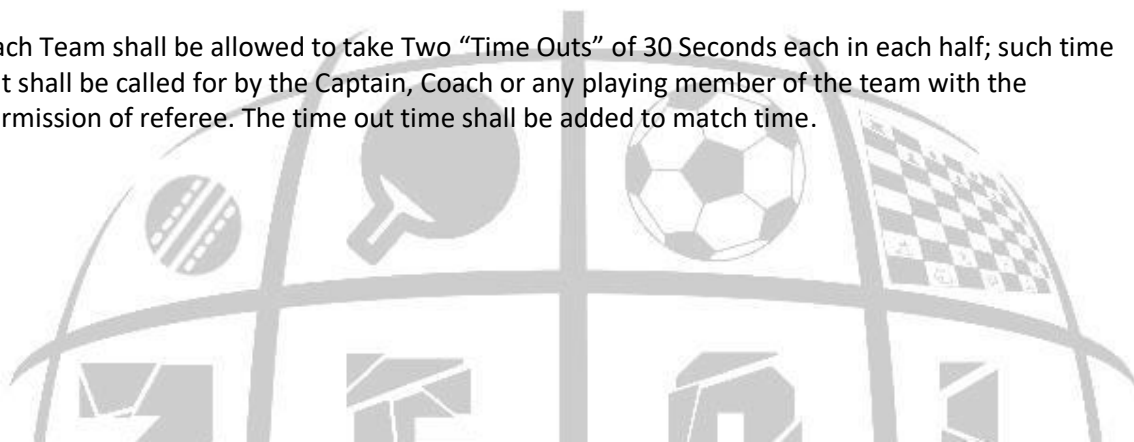 ach Team shall be allowed to take Two “Time Outs” of 30 Seconds each in each half; such time
t shall be called for by the Captain, Coach or any playing member of the team with the
rmission of referee. The time out time shall be added to match time.